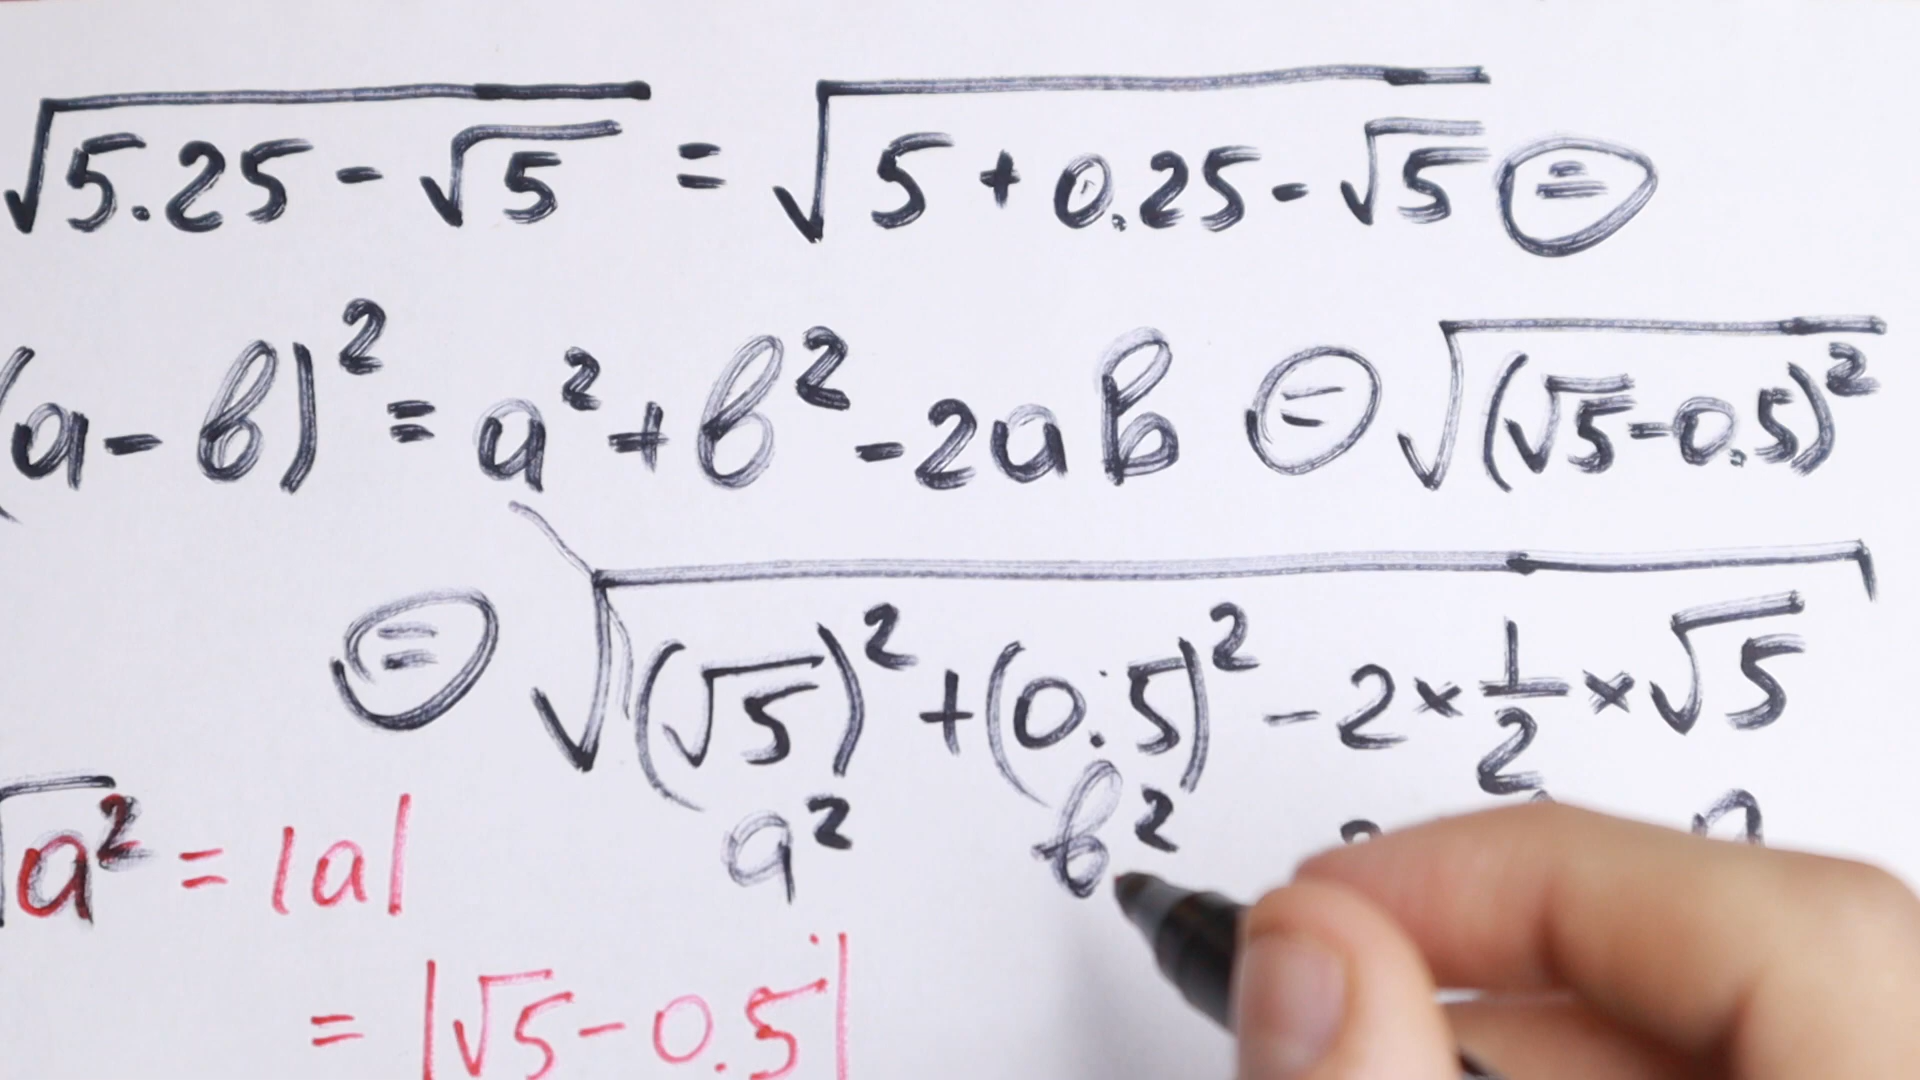 √(5.25 - √5) = √(5 + 0.25 - √5) ⊜
(a - b)² = a² + b² - 2ab ⊜ √((√5 - 0.5)²)
⊜ √((√5)² + (0.5)² - 2 × 1/2 × √5)
a² b²
√a² = |a|
= |√5 - 0.5|